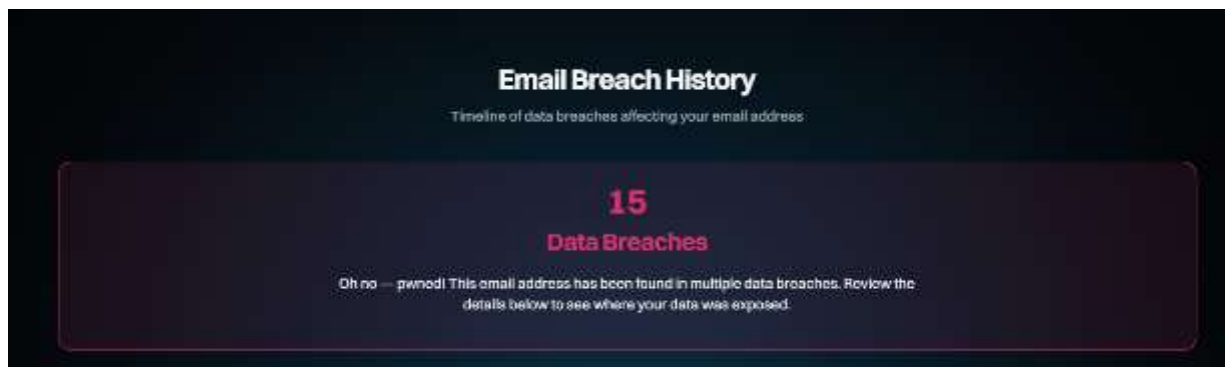 Email Breach History
Timeline of data breaches affecting your email address
15
Data Breaches
Oh no — pwned! This email address has been found in multiple data breaches. Review the
details below to see where your data was exposed.